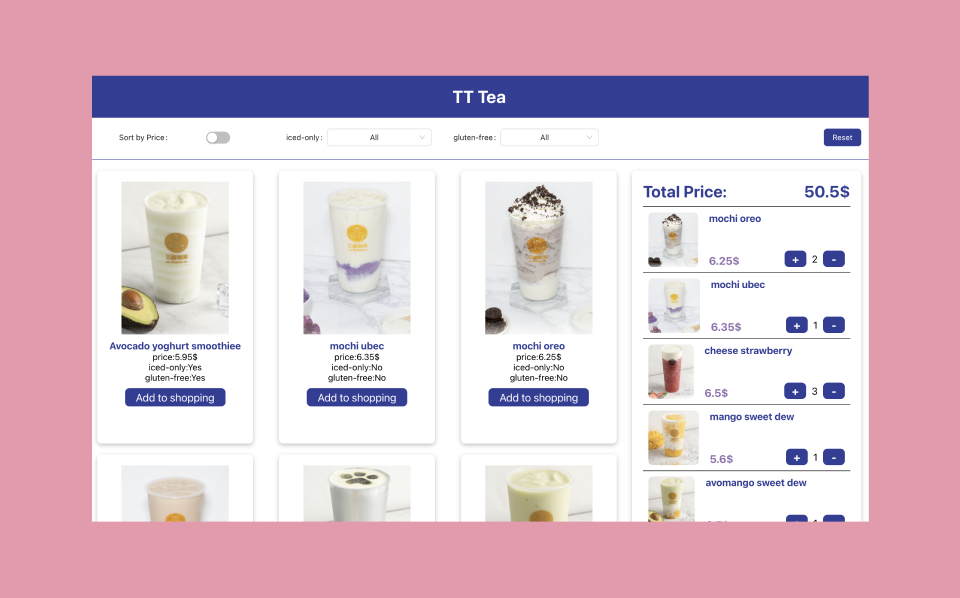 TT Tea
Sort by Price:
iced-only: All
gluten-free: All
Reset
Avocado yoghurt smoothiee
price:5.95$
iced-only:Yes
gluten-free:Yes
Add to shopping
mochi ubec
price:6.35$
iced-only:No
gluten-free:No
Add to shopping
mochi oreo
price:6.25$
iced-only:No
gluten-free:No
Add to shopping
Total Price: 50.5$
mochi oreo
6.25$ + 2 -
mochi ubec
6.35$ + 1 -
cheese strawberry
6.5$ + 3 -
mango sweet dew
5.6$ + 1 -
avomango sweet dew